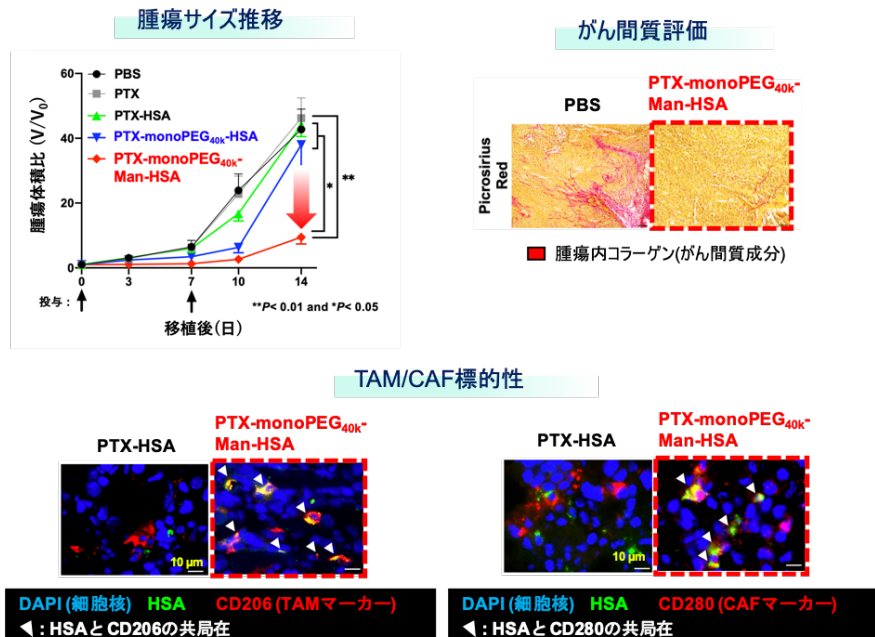 腫瘍サイズ推移
60
40
20
0
腫瘍体積比 (V/V₀)
PBS
PTX
PTX-HSA
PTX-monoPEG40k-HSA
PTX-monoPEG40k-
Man-HSA
*
**
0 3 7 10 14
投与：
**P< 0.01 and *P< 0.05
移植後（日）
がん間質評価
PBS
PTX-monoPEG40k-
Man-HSA
Picrosirius
Red
腫瘍内コラーゲン(がん間質成分)
TAM/CAF標的性
PTX-HSA
PTX-monoPEG40k-
Man-HSA
10 μm
DAPI (細胞核) HSA CD206 (TAMマーカー)
：HSAとCD206の共局在
PTX-HSA
PTX-monoPEG40k-
Man-HSA
10 μm
DAPI (細胞核) HSA CD280 (CAFマーカー)
：HSAとCD280の共局在